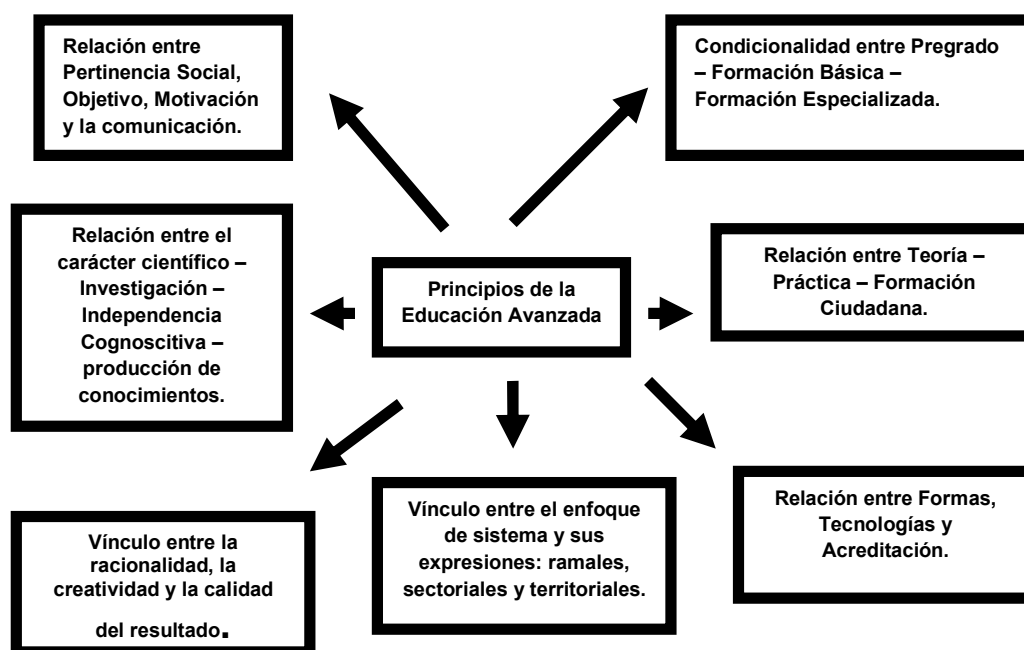 Relación entre
Pertinencia Social,
Objetivo, Motivación
y la comunicación.
Condicionalidad entre Pregrado
– Formación Básica –
Formación Especializada.
Relación entre el
carácter científico –
Investigación –
Independencia
Cognoscitiva –
producción de
conocimientos.
Principios de la
Educación Avanzada
Relación entre Teoría –
Práctica – Formación
Ciudadana.
Vínculo entre la
racionalidad, la
creatividad y la calidad
del resultado.
Vínculo entre el enfoque
de sistema y sus
expresiones: ramales,
sectoriales y territoriales.
Relación entre Formas,
Tecnologías y
Acreditación.